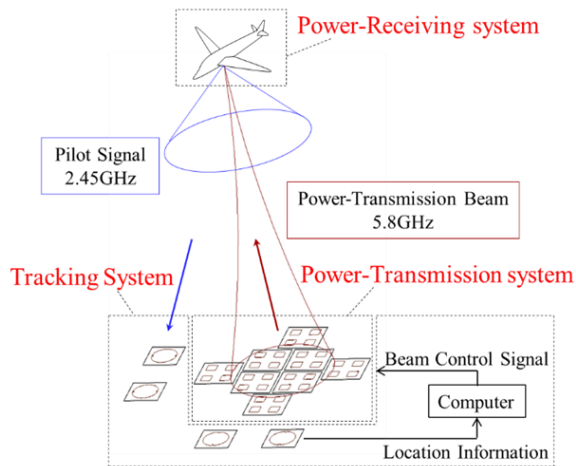 Power-Receiving system
Pilot Signal
2.45GHz
Power-Transmission Beam
5.8GHz
Tracking System
Power-Transmission system
Beam Control Signal
Computer
Location Information